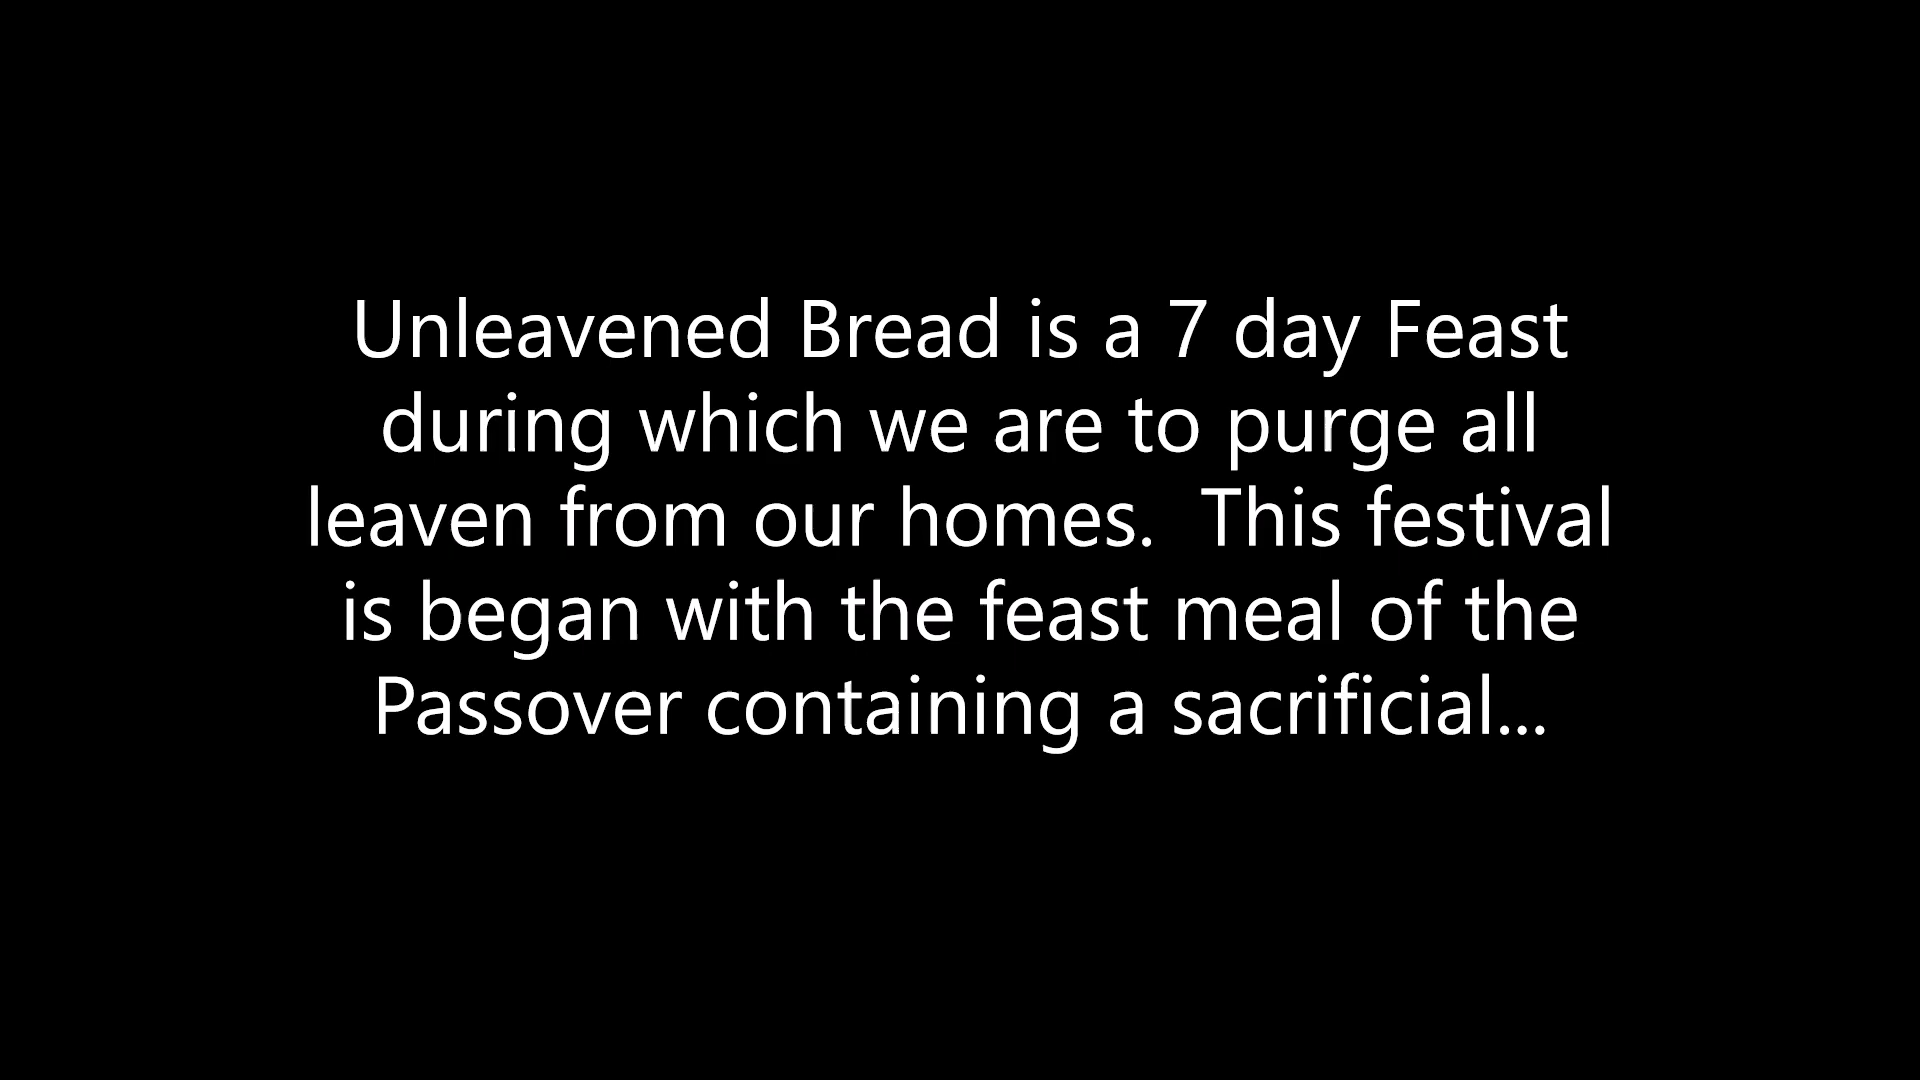 Unleavened Bread is a 7 day Feast
during which we are to purge all
leaven from our homes.  This festival
is began with the feast meal of the
Passover containing a sacrificial...